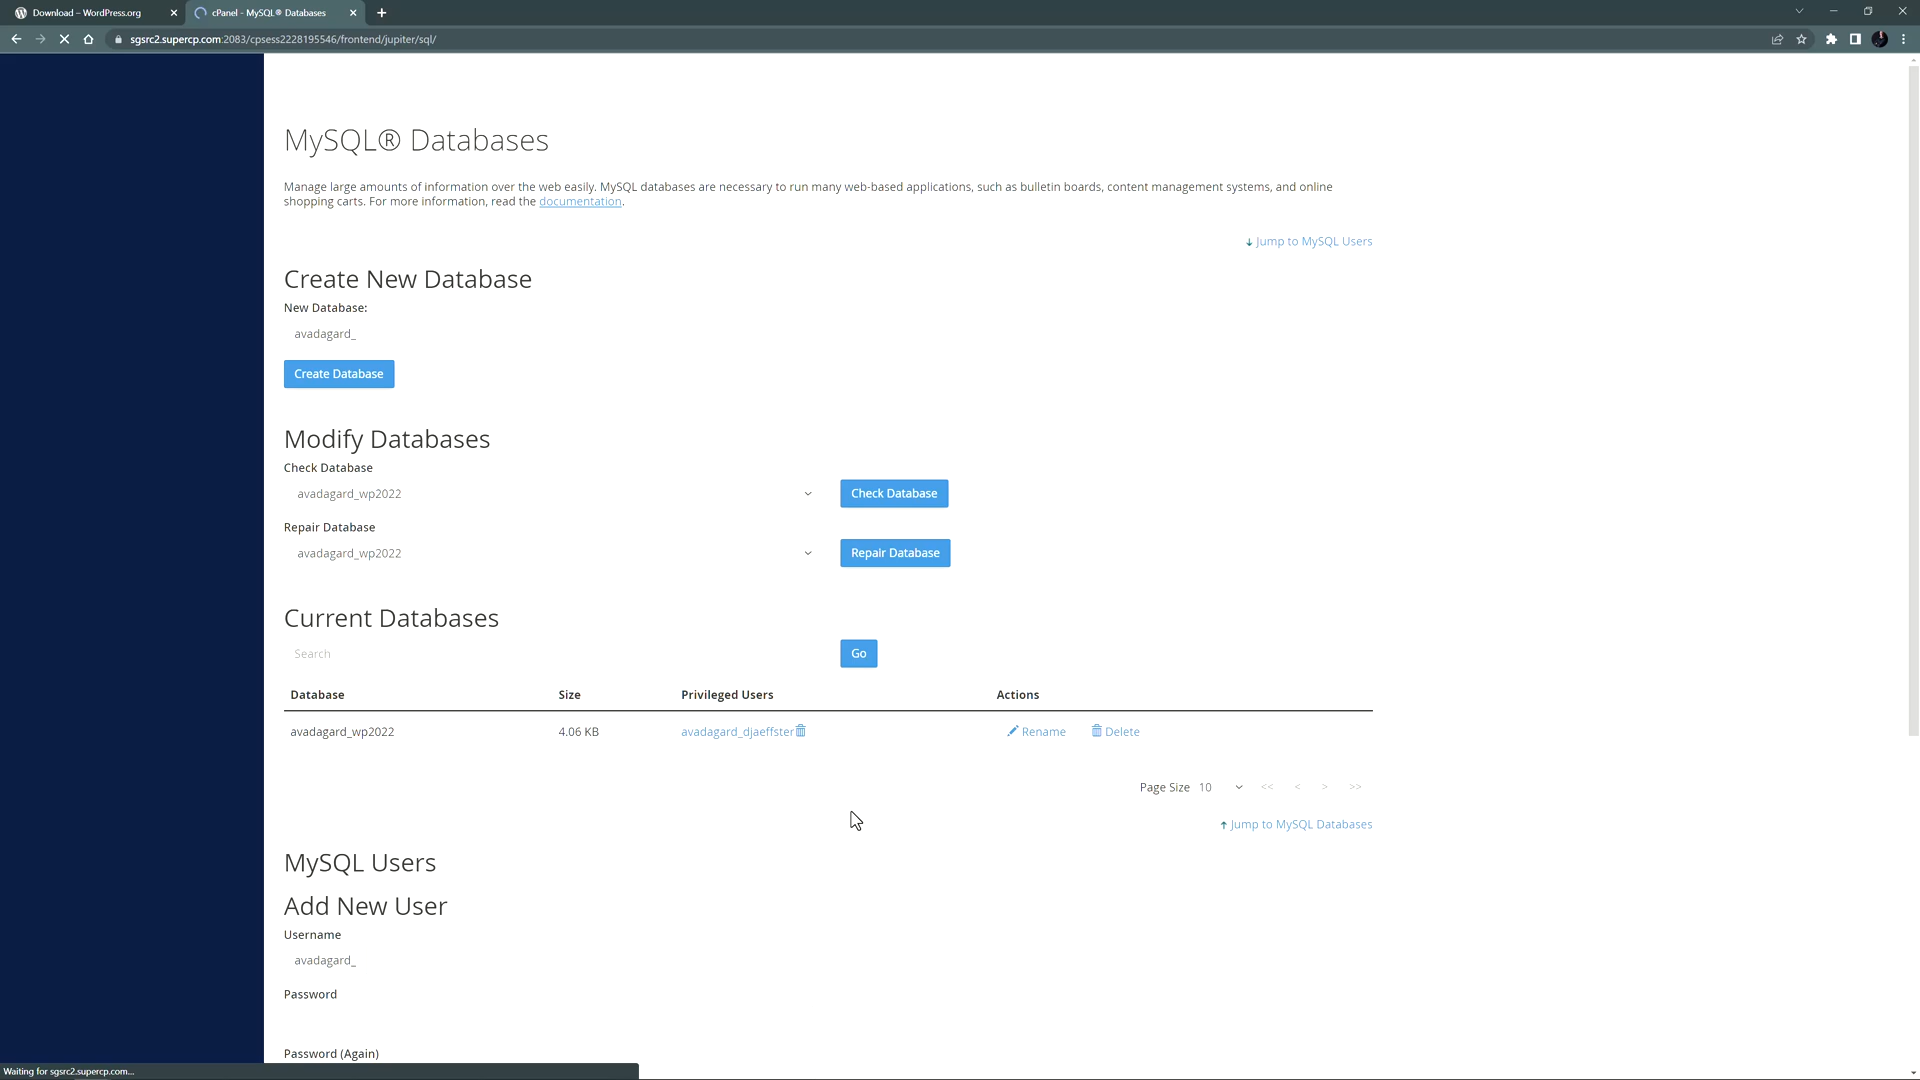 Download – WordPress.org
cPanel - MySQL® Databases
sgsrc2.supercp.com:2083/cpsess2228195546/frontend/jupiter/sql/
MySQL® Databases
Manage large amounts of information over the web easily. MySQL databases are necessary to run many web-based applications, such as bulletin boards, content management systems, and online
shopping carts. For more information, read the documentation.
Jump to MySQL Users
Create New Database
New Database:
avadagard_
Create Database
Modify Databases
Check Database
avadagard_wp2022
Check Database
Repair Database
avadagard_wp2022
Repair Database
Current Databases
Search
Go
Database Size Privileged Users Actions
avadagard_wp2022 4.06 KB avadagard_djaeffster Rename Delete
Page Size 10 << < > >>
Jump to MySQL Databases
MySQL Users
Add New User
Username
avadagard_
Password
Password (Again)
Waiting for sgsrc2.supercp.com...